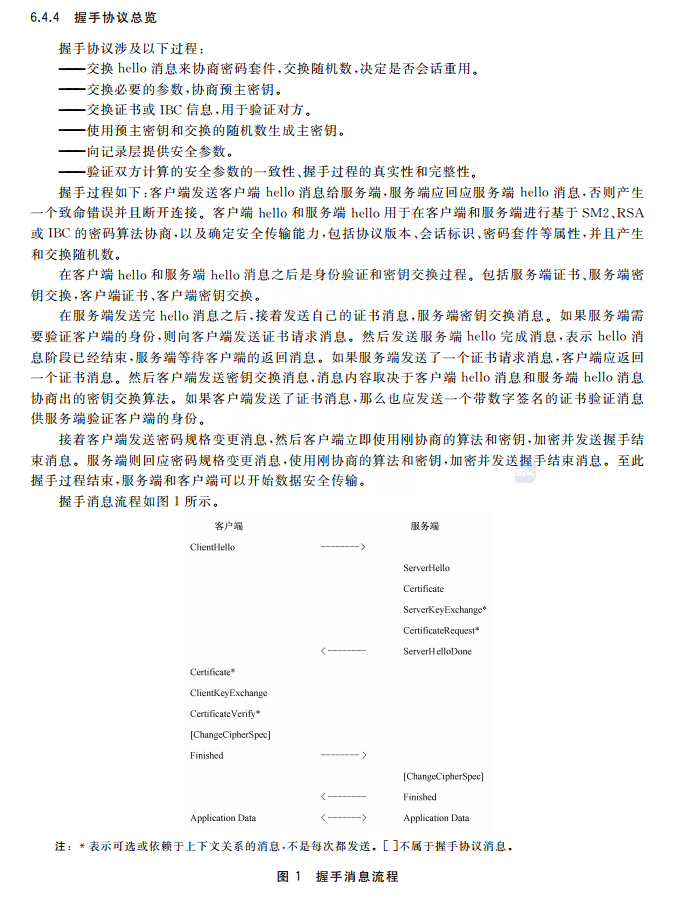 6.4.4 握手协议总览
握手协议涉及以下过程:
——交换 hello 消息来协商密码套件,交换随机数,决定是否会话重用。
——交换必要的参数,协商预主密钥。
——交换证书或 IBC 信息,用于验证对方。
——使用预主密钥和交换的随机数生成主密钥。
——向记录层提供安全参数。
——验证双方计算的安全参数的一致性、握手过程的真实性和完整性。
握手过程如下:客户端发送客户端 hello 消息给服务端,服务端应回应服务端 hello 消息,否则产生
一个致命错误并且断开连接。客户端 hello 和服务端 hello 用于在客户端和服务端进行基于 SM2、RSA
或 IBC 的密码算法协商,以及确定安全传输能力,包括协议版本、会话标识、密码套件等属性,并且产生
和交换随机数。
在客户端 hello 和服务端 hello 消息之后是身份验证和密钥交换过程。包括服务端证书、服务端密
钥交换,客户端证书、客户端密钥交换。
在服务端发送完 hello 消息之后,接着发送自己的证书消息,服务端密钥交换消息。如果服务端需
要验证客户端的身份,则向客户端发送证书请求消息。然后发送服务端 hello 完成消息,表示 hello 消
息阶段已经结束,服务端等待客户端的返回消息。如果服务端发送了一个证书请求消息,客户端应返回
一个证书消息。然后客户端发送密钥交换消息,消息内容取决于客户端 hello 消息和服务端 hello 消息
协商出的密钥交换算法。如果客户端发送了证书消息,那么也应发送一个带数字签名的证书验证消息
供服务端验证客户端的身份。
接着客户端发送密码规格变更消息,然后客户端立即使用刚协商的算法和密钥,加密并发送握手结
束消息。服务端则回应密码规格变更消息,使用刚协商的算法和密钥,加密并发送握手结束消息。至此
握手过程结束,服务端和客户端可以开始数据安全传输。
握手消息流程如图 1 所示。
客户端 服务端
ClientHello -------->
ServerHello
Certificate
ServerKeyExchange*
CertificateRequest*
<-------- ServerHelloDone
Certificate*
ClientKeyExchange
CertificateVerify*
[ChangeCipherSpec]
Finished -------->
[ChangeCipherSpec]
<-------- Finished
Application Data <-------> Application Data
注:*表示可选或依赖于上下文关系的消息,不是每次都发送。[ ]不属于握手协议消息。
图 1 握手消息流程